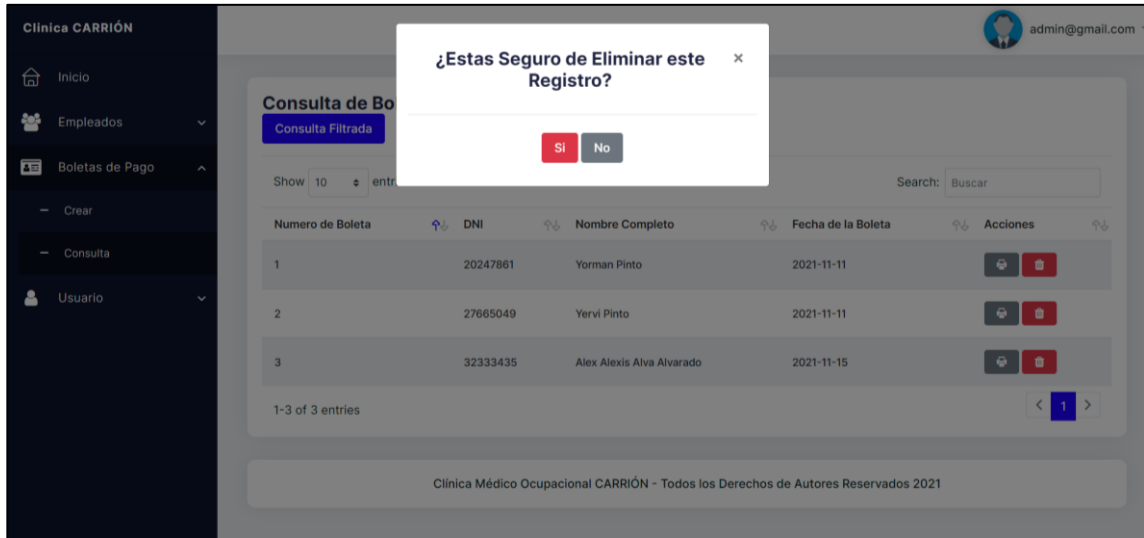 Clinica CARRIÓN
admin@gmail.com
¿Estas Seguro de Eliminar este
Registro?
×
Si No
Inicio
Empleados
Boletas de Pago
Crear
Consulta
Usuario
Consulta de Bo
Consulta Filtrada
Show 10 entr
Search: Buscar
Numero de Boleta DNI Nombre Completo Fecha de la Boleta Acciones
1 20247861 Yorman Pinto 2021-11-11
2 27665049 Yervi Pinto 2021-11-11
3 32333435 Alex Alexis Alva Alvarado 2021-11-15
1-3 of 3 entries
< 1 >
Clínica Médico Ocupacional CARRIÓN - Todos los Derechos de Autores Reservados 2021